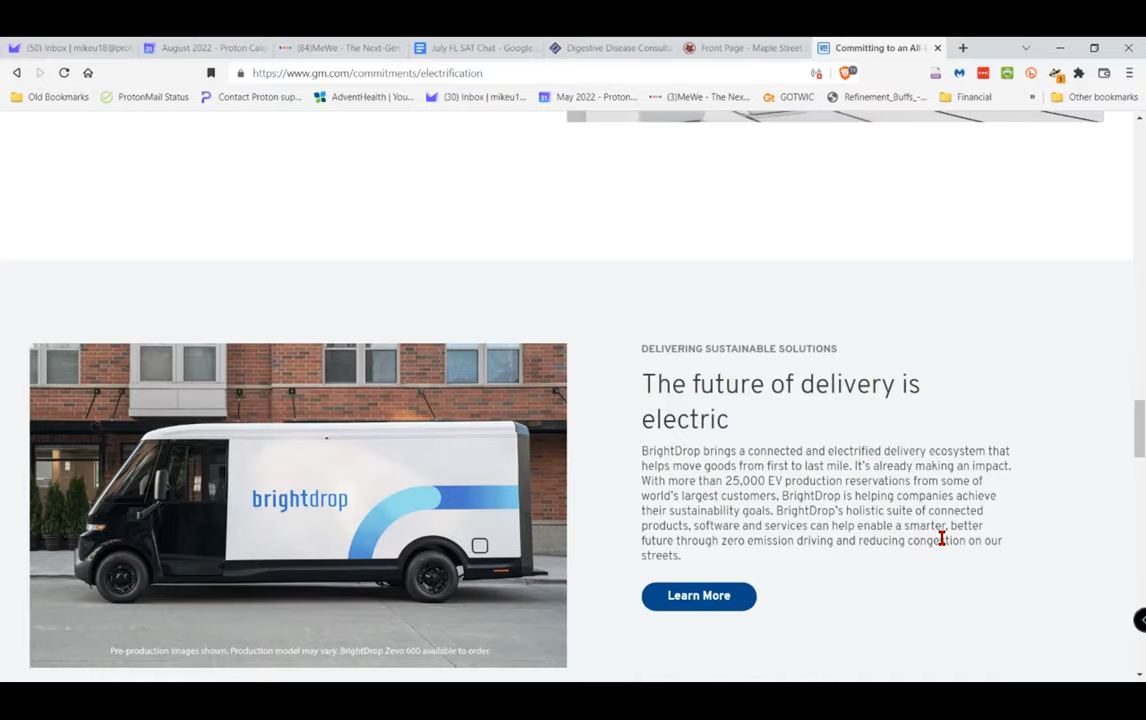 (50) Inbox | mikeu18@prot
August 2022 - Proton Cale
(84)MeWe - The Next-Gen
July FL SAT Chat - Google
Digestive Disease Consulta
Front Page - Maple Street
Committing to an All-
https://www.gm.com/commitments/electrification
Old Bookmarks
ProtonMail Status
Contact Proton sup...
AdventHealth | You...
(30) Inbox | mikeu1...
May 2022 - Proton...
(3)MeWe - The Nex...
GOTWIC
Refinement_Buffs_-...
Financial
Other bookmarks
DELIVERING SUSTAINABLE SOLUTIONS
The future of delivery is
electric
BrightDrop brings a connected and electrified delivery ecosystem that
helps move goods from first to last mile. It's already making an impact.
With more than 25,000 EV production reservations from some of
world's largest customers, BrightDrop is helping companies achieve
their sustainability goals. BrightDrop's holistic suite of connected
products, software and services can help enable a smarter, better
future through zero emission driving and reducing congestion on our
streets.
Learn More
brightdrop
Pre-production images shown. Production model may vary. BrightDrop Zevo 600 available to order.